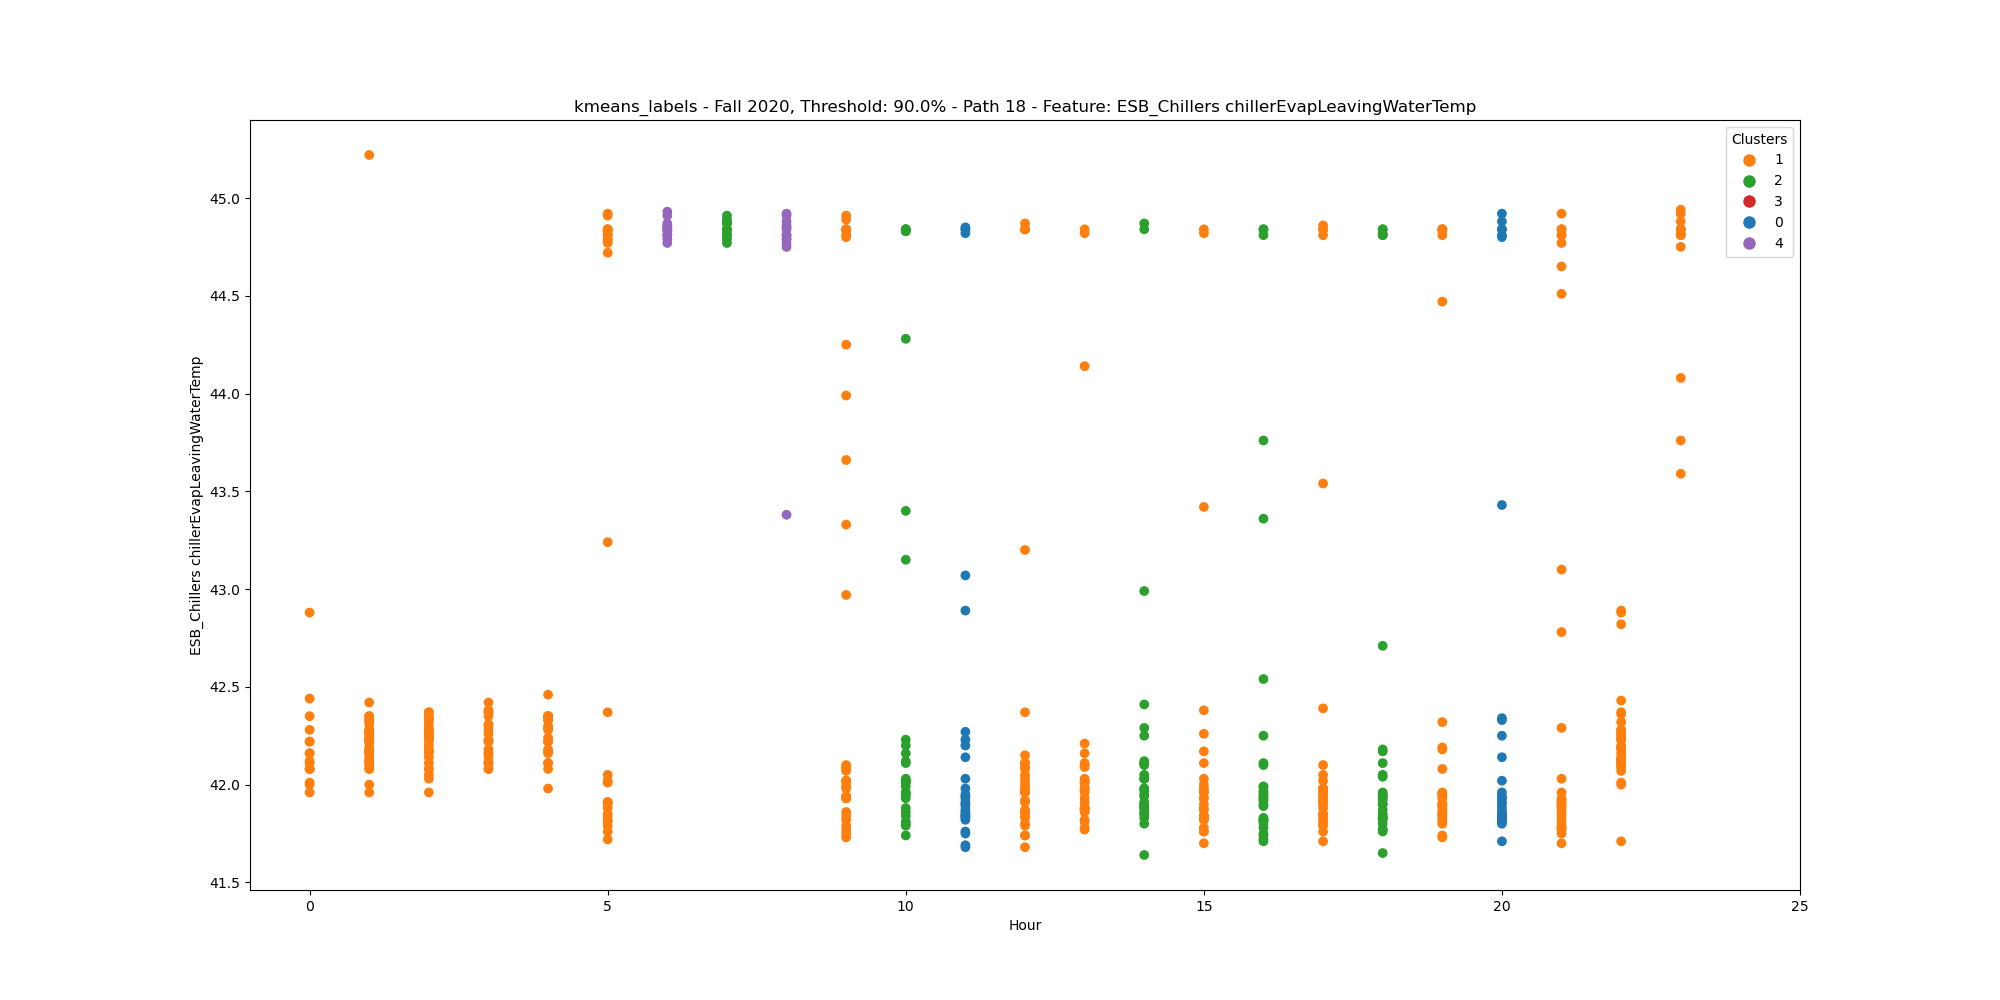 kmeans_labels - Fall 2020, Threshold: 90.0% - Path 18 - Feature: ESB_Chillers chillerEvapLeavingWaterTemp
Clusters
1
2
3
0
4
45.0
44.5
44.0
43.5
43.0
42.5
42.0
41.5
ESB_Chillers chillerEvapLeavingWaterTemp
0 5 10 15 20 25
Hour